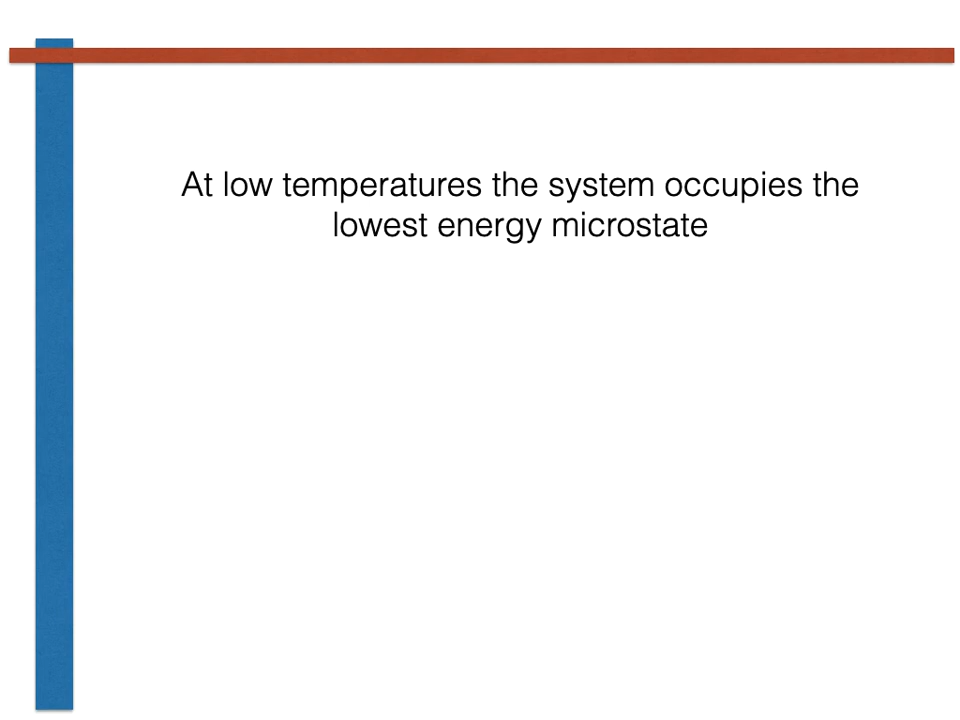 At low temperatures the system occupies the
lowest energy microstate